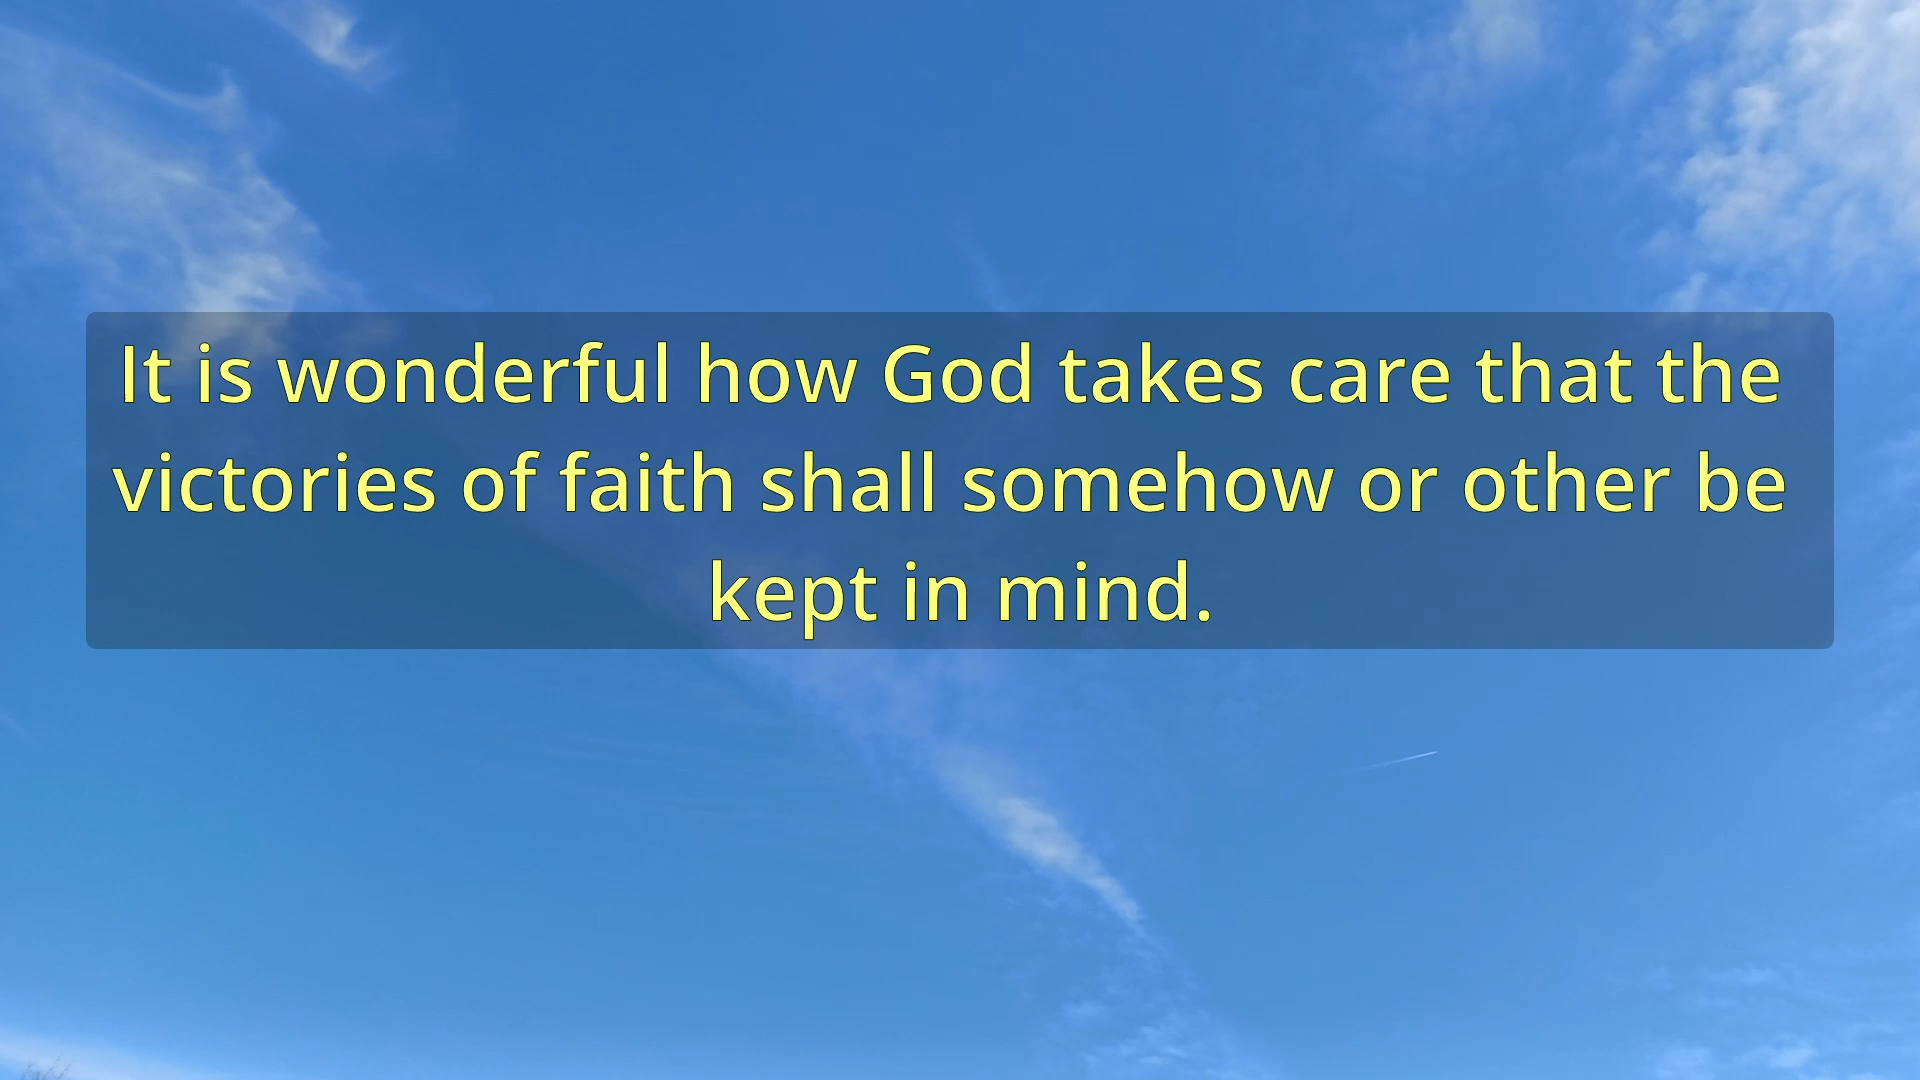 It is wonderful how God takes care that the
victories of faith shall somehow or other be
kept in mind.